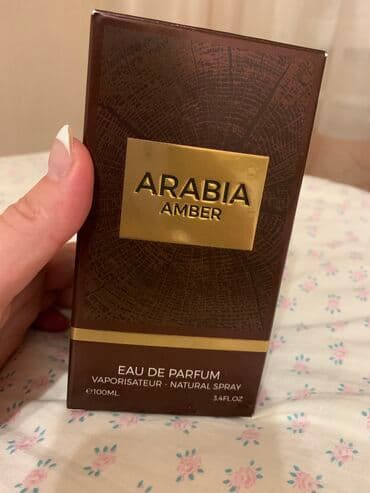 ARABIA
AMBER
EAU DE PARFUM
VAPORISATEUR - NATURAL SPRAY
℮100ML 3.4FL.OZ